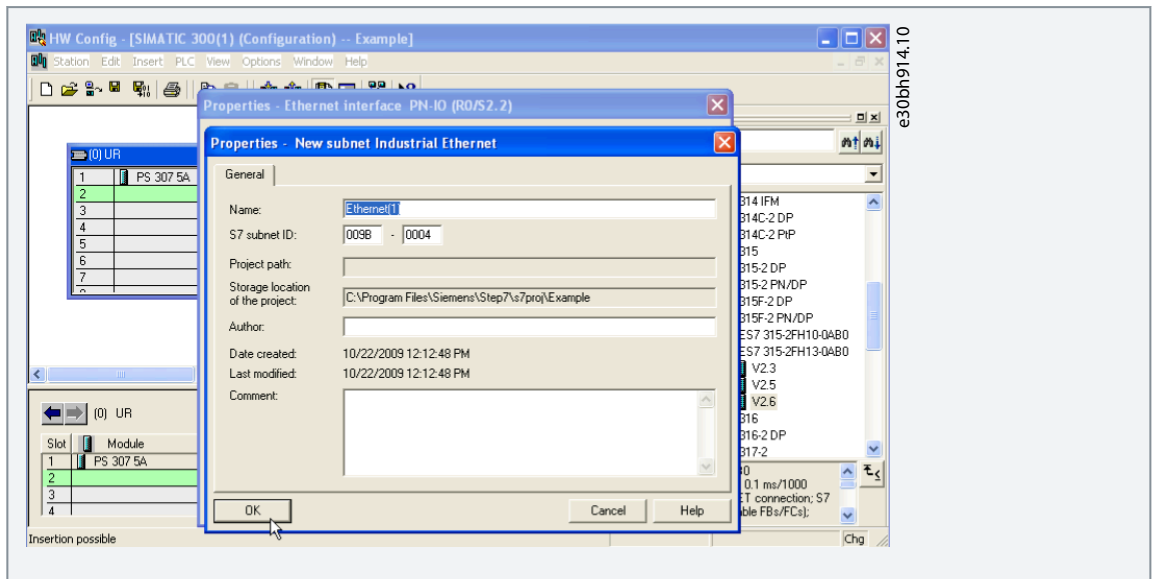 HW Config - [SIMATIC 300(1) (Configuration) -- Example]
Station Edit Insert PLC View Options Window Help
Properties - Ethernet interface PN-IO (R0/S2.2)
Properties - New subnet Industrial Ethernet
General
Name: Ethernet(1)
S7 subnet ID: 009B - 0004
Project path:
Storage location
of the project: C:\Program Files\Siemens\Step7\s7proj\Example
Author:
Date created: 10/22/2009 12:12:48 PM
Last modified: 10/22/2009 12:12:48 PM
Comment:
OK Cancel Help
(0) UR
1 PS 307 5A
2
3
4
5
6
7
314 IFM
314C-2 DP
314C-2 PtP
315
315-2 DP
315-2 PN/DP
315F-2 DP
315F-2 PN/DP
ES7 315-2FH10-0AB0
ES7 315-2FH13-0AB0
V2.3
V2.5
V2.6
316
316-2 DP
317-2
0.1 ms/1000
ET connection; S7
ble FBs/FCs);
(0) UR
Slot Module
1 PS 307 5A
2
3
4
Insertion possible
Chg
e30bh914.10